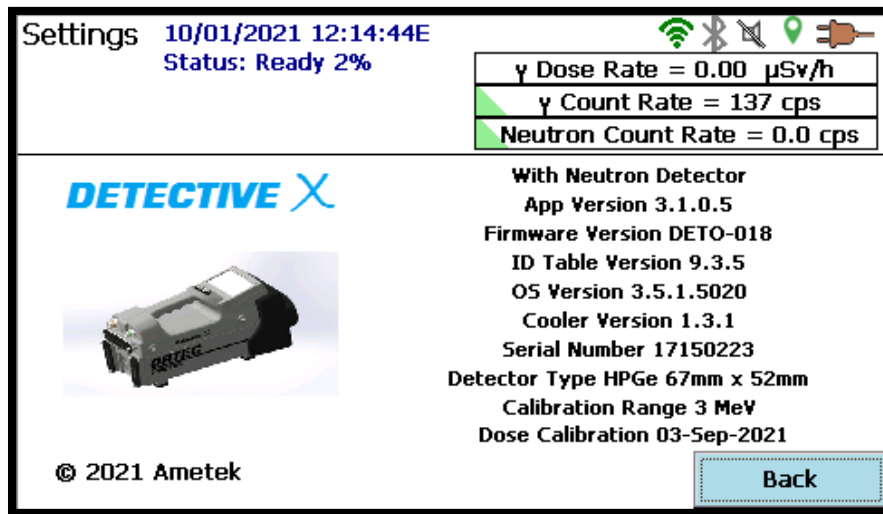 Settings 10/01/2021 12:14:44E
Status: Ready 2%
γ Dose Rate = 0.00 µSv/h
γ Count Rate = 137 cps
Neutron Count Rate = 0.0 cps
DETECTIVE X
ORTEC
With Neutron Detector
App Version 3.1.0.5
Firmware Version DETO-018
ID Table Version 9.3.5
OS Version 3.5.1.5020
Cooler Version 1.3.1
Serial Number 17150223
Detector Type HPGe 67mm x 52mm
Calibration Range 3 MeV
Dose Calibration 03-Sep-2021
© 2021 Ametek
Back